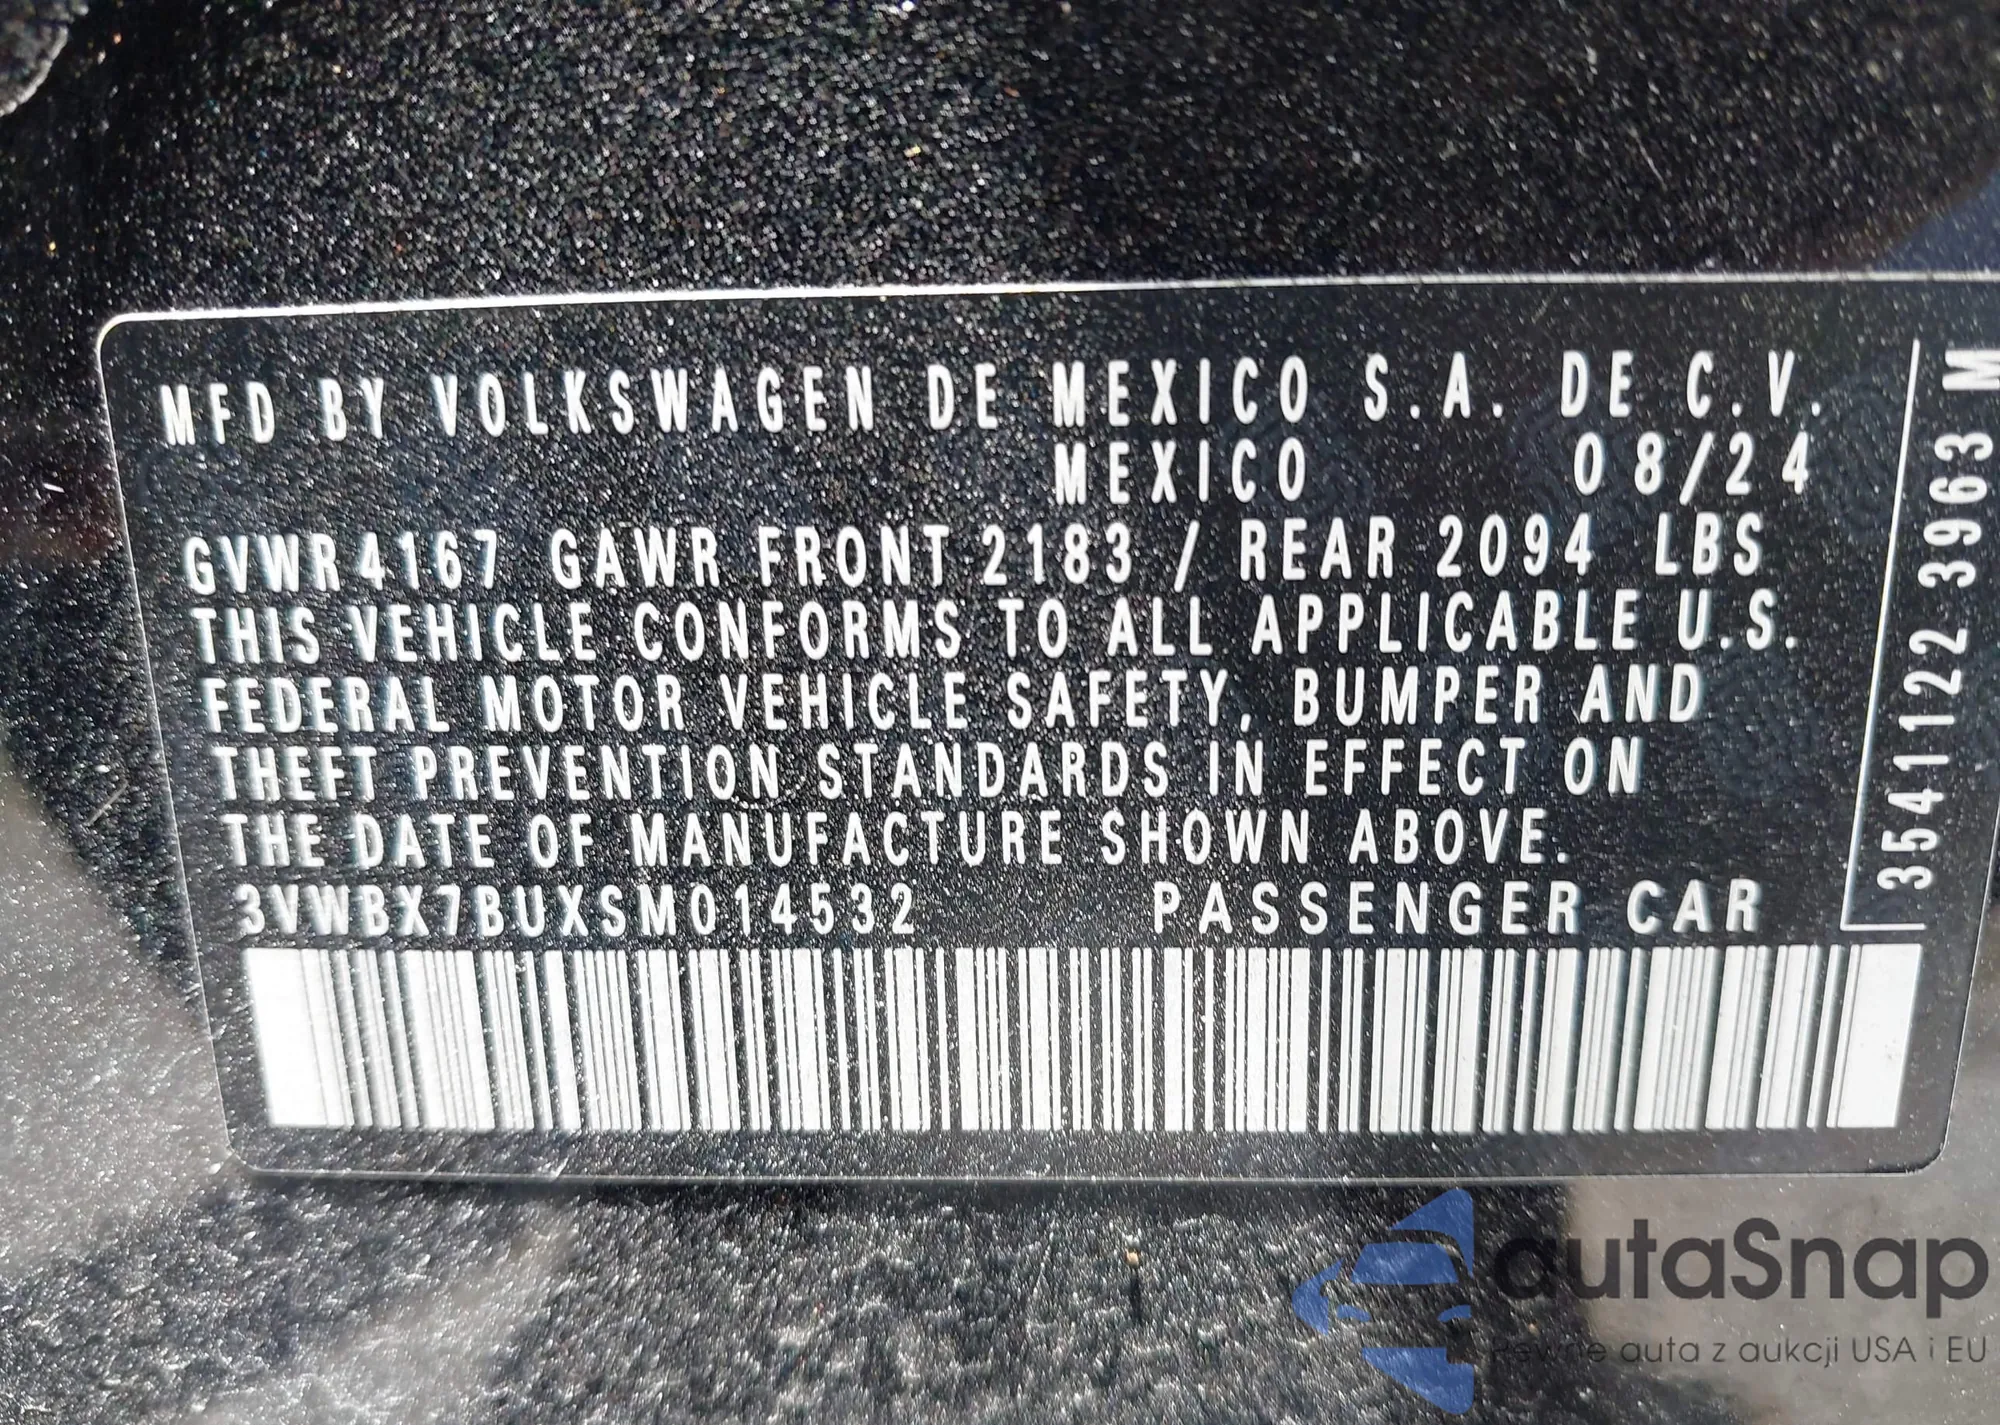 MFD BY VOLKSWAGEN DE MEXICO S.A. DE C.V.
MEXICO 08/24
GVWR 4167 GAWR FRONT 2183 / REAR 2094 LBS
THIS VEHICLE CONFORMS TO ALL APPLICABLE U.S.
FEDERAL MOTOR VEHICLE SAFETY, BUMPER AND
THEFT PREVENTION STANDARDS IN EFFECT ON
THE DATE OF MANUFACTURE SHOWN ABOVE.
3VWBX7BUXSM014532 PASSENGER CAR
3541122 3963 M
autaSnap
Pewne auta z aukcji USA i EU